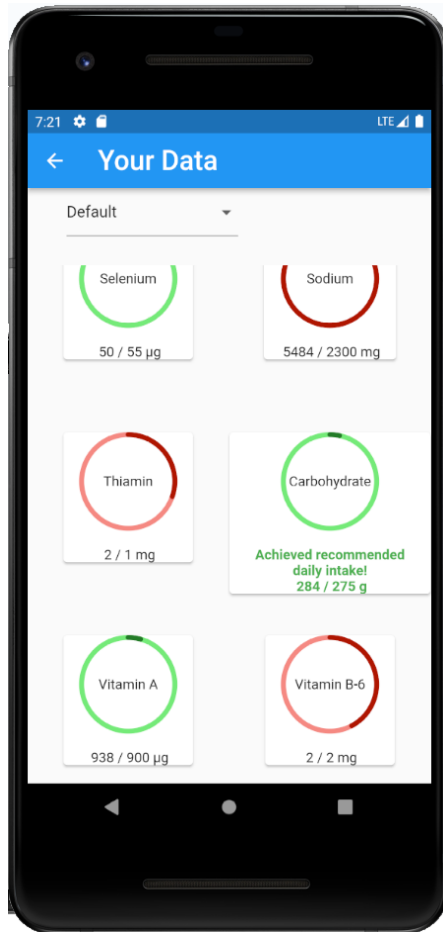 7:21
LTE
Your Data
Default
Selenium
Sodium
50 / 55 µg
5484 / 2300 mg
Thiamin
Carbohydrate
2 / 1 mg
Achieved recommended
daily intake!
284 / 275 g
Vitamin A
Vitamin B-6
938 / 900 µg
2 / 2 mg